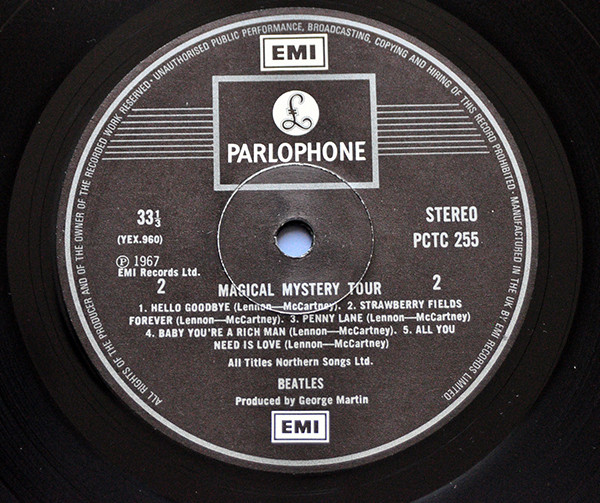 EMI
ALL RIGHTS OF THE PRODUCER AND OF THE OWNER OF THE RECORDED WORK RESERVED · UNAUTHORISED PUBLIC PERFORMANCE, BROADCASTING, COPYING AND HIRING OF THIS RECORD PROHIBITED. MANUFACTURED IN THE UK BY EMI RECORDS LIMITED.
£
PARLOPHONE
33⅓
STEREO
(YEX.960)
PCTC 255
Ⓟ 1967
EMI Records Ltd.
2 MAGICAL MYSTERY TOUR 2
1. HELLO GOODBYE (Lennon—McCartney). 2. STRAWBERRY FIELDS
FOREVER (Lennon—McCartney). 3. PENNY LANE (Lennon—McCartney).
4. BABY YOU'RE A RICH MAN (Lennon—McCartney). 5. ALL YOU
NEED IS LOVE (Lennon—McCartney).
All Titles Northern Songs Ltd.
BEATLES
Produced by George Martin
EMI